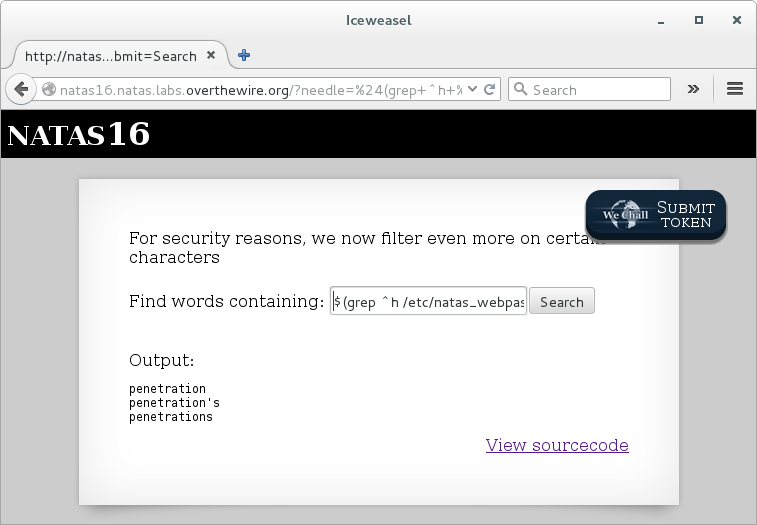 Iceweasel
http://natas...bmit=Search
natas16.natas.labs.overthewire.org/?needle=%24(grep+^h+%
Search
NATAS16
We Chall
SUBMIT
TOKEN
For security reasons, we now filter even more on certain
characters
Find words containing: $(grep ^h /etc/natas_webpas Search
Output:
penetration
penetration's
penetrations
View sourcecode